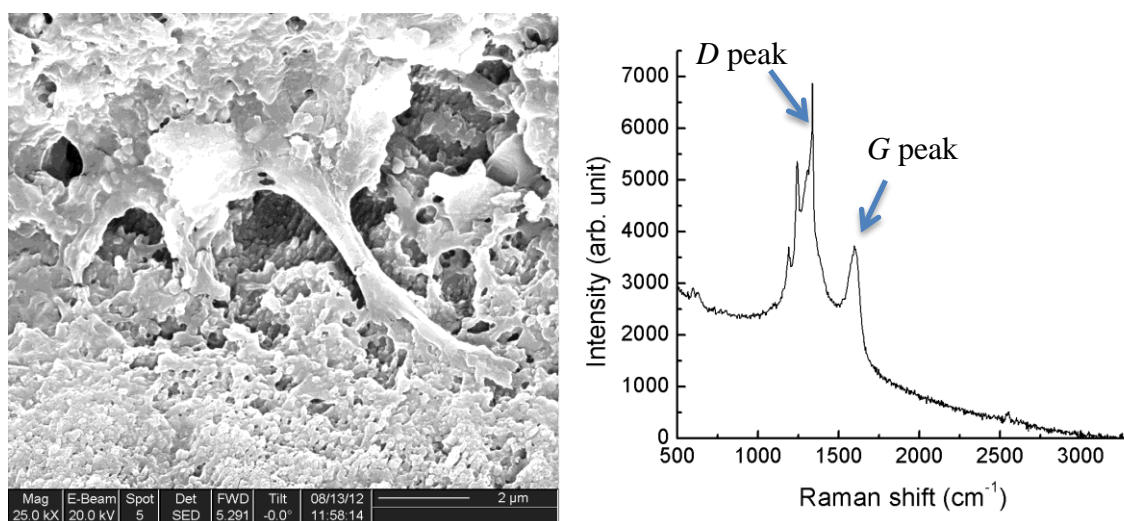 Mag E-Beam Spot Det FWD Tilt 08/13/12 2 µm
25.0 kX 20.0 kV 5 SED 5.291 -0.0° 11:58:14
D peak
G peak
7000
6000
5000
4000
3000
2000
1000
0
Intensity (arb. unit)
500 1000 1500 2000 2500 3000
Raman shift (cm⁻¹)